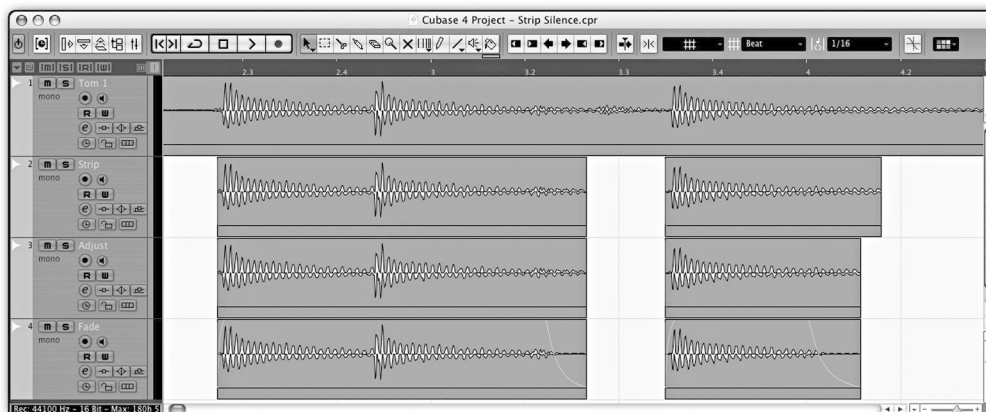 Cubase 4 Project – Strip Silence.cpr
Beat 1/16
M S R W
2.3 2.4 3 3.2 3.3 3.4 4 4.2
1 m S Tom 1
mono
R W
e
2 m S Strip
mono
R W
e
3 m S Adjust
mono
R W
e
4 m S Fade
mono
R W
e
Rec: 44100 Hz – 16 Bit – Max: 180h 5